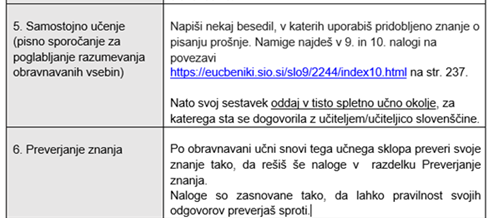 5. Samostojno učenje
(pisno sporočanje za
poglabljanje razumevanja
obravnavanih vsebin)
Napiši nekaj besedil, v katerih uporabiš pridobljeno znanje o
pisanju prošnje. Namige najdeš v 9. in 10. nalogi na
povezavi
https://eucbeniki.sio.si/slo9/2244/index10.html na str. 237.
Nato svoj sestavek oddaj v tisto spletno učno okolje, za
katerega sta se dogovorila z učiteljem/učiteljico slovenščine.
6. Preverjanje znanja
Po obravnavani učni snovi tega učnega sklopa preveri svoje
znanje tako, da rešiš še naloge v razdelku Preverjanje
znanja.
Naloge so zasnovane tako, da lahko pravilnost svojih
odgovorov preverjaš sproti.